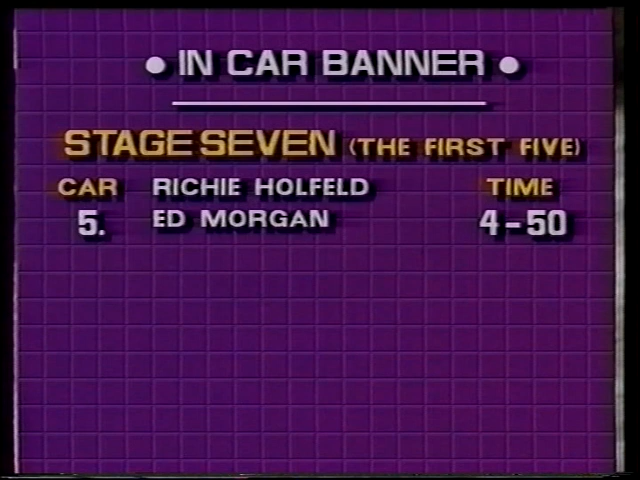 • IN CAR BANNER •
STAGE SEVEN (THE FIRST FIVE)
CAR RICHIE HOLFELD TIME
5. ED MORGAN 4-50